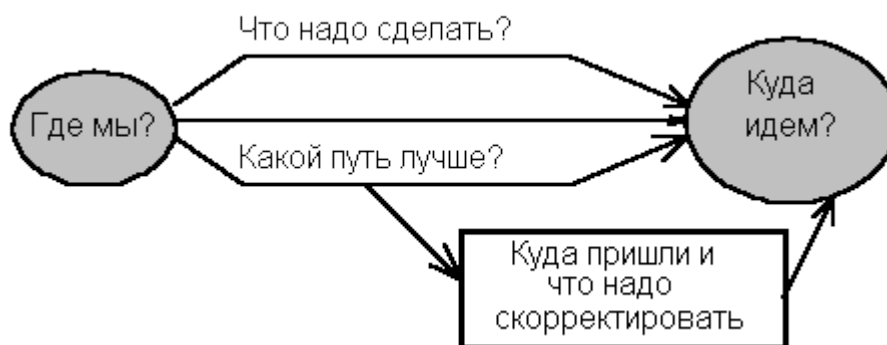 Что надо сделать?
Где мы?
Куда
идем?
Какой путь лучше?
Куда пришли и
что надо
скорректировать